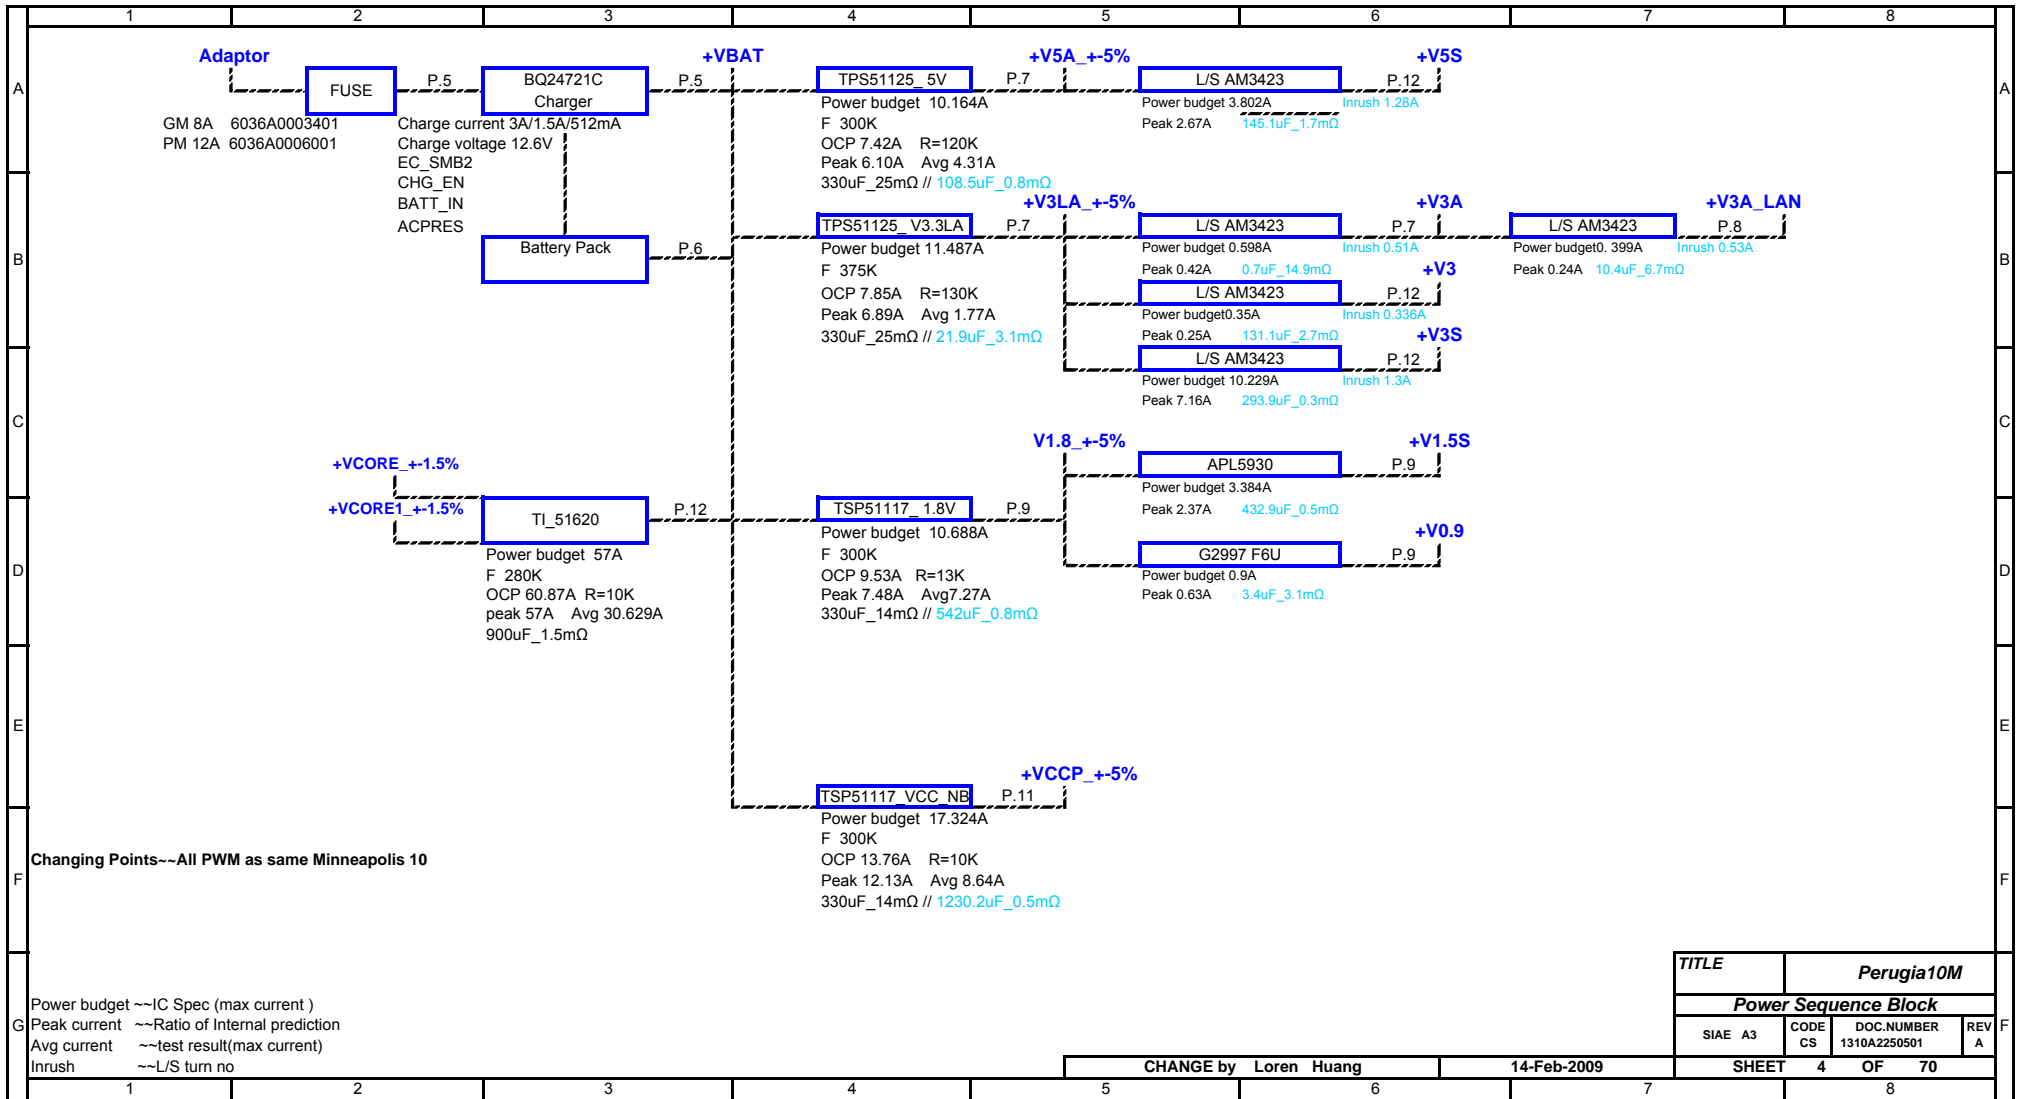 1 2 3 4 5 6 7 8
A
Adaptor
FUSE
P.5
BQ24721C
Charger
P.5
+VBAT
TPS51125_ 5V
P.7
+V5A_+-5%
L/S AM3423
P.12
+V5S
A
GM 8A 6036A0003401
PM 12A 6036A0006001
Charge current 3A/1.5A/512mA
Charge voltage 12.6V
EC_SMB2
CHG_EN
BATT_IN
ACPRES
Power budget 10.164A
F 300K
OCP 7.42A R=120K
Peak 6.10A Avg 4.31A
330uF_25mΩ // 108.5uF_0.8mΩ
Power budget 3.802A
Inrush 1.28A
Peak 2.67A 145.1uF_1.7mΩ
B
Battery Pack
P.6
TPS51125_ V3.3LA
P.7
+V3LA_+-5%
L/S AM3423
P.7
+V3A
L/S AM3423
P.8
+V3A_LAN
B
Power budget 11.487A
F 375K
OCP 7.85A R=130K
Peak 6.89A Avg 1.77A
330uF_25mΩ // 21.9uF_3.1mΩ
Power budget 0.598A
Inrush 0.51A
Peak 0.42A 0.7uF_14.9mΩ
Power budget0. 399A
Inrush 0.53A
Peak 0.24A 10.4uF_6.7mΩ
+V3
L/S AM3423
P.12
Power budget0.35A
Inrush 0.336A
Peak 0.25A 131.1uF_2.7mΩ
+V3S
L/S AM3423
P.12
Power budget 10.229A
Inrush 1.3A
Peak 7.16A 293.9uF_0.3mΩ
C
C
+VCORE_+-1.5%
+VCORE1_+-1.5%
TI_51620
P.12
Power budget 57A
F 280K
OCP 60.87A R=10K
peak 57A Avg 30.629A
900uF_1.5mΩ
TSP51117_ 1.8V
P.9
V1.8_+-5%
Power budget 10.688A
F 300K
OCP 9.53A R=13K
Peak 7.48A Avg7.27A
330uF_14mΩ // 542uF_0.8mΩ
APL5930
P.9
+V1.5S
Power budget 3.384A
Peak 2.37A 432.9uF_0.5mΩ
G2997 F6U
P.9
+V0.9
Power budget 0.9A
Peak 0.63A 3.4uF_3.1mΩ
D
D
E
E
TSP51117_VCC_NB
P.11
+VCCP_+-5%
Power budget 17.324A
F 300K
OCP 13.76A R=10K
Peak 12.13A Avg 8.64A
330uF_14mΩ // 1230.2uF_0.5mΩ
Changing Points~~All PWM as same Minneapolis 10
F
F
Power budget ~~IC Spec (max current )
Peak current ~~Ratio of Internal prediction
Avg current ~~test result(max current)
Inrush ~~L/S turn no
G
F
TITLE
Perugia10M
Power Sequence Block
SIAE A3
CODE
CS
DOC.NUMBER
1310A2250501
REV
A
CHANGE by Loren Huang
14-Feb-2009
SHEET 4 OF 70
1 2 3 4 5 6 7 8